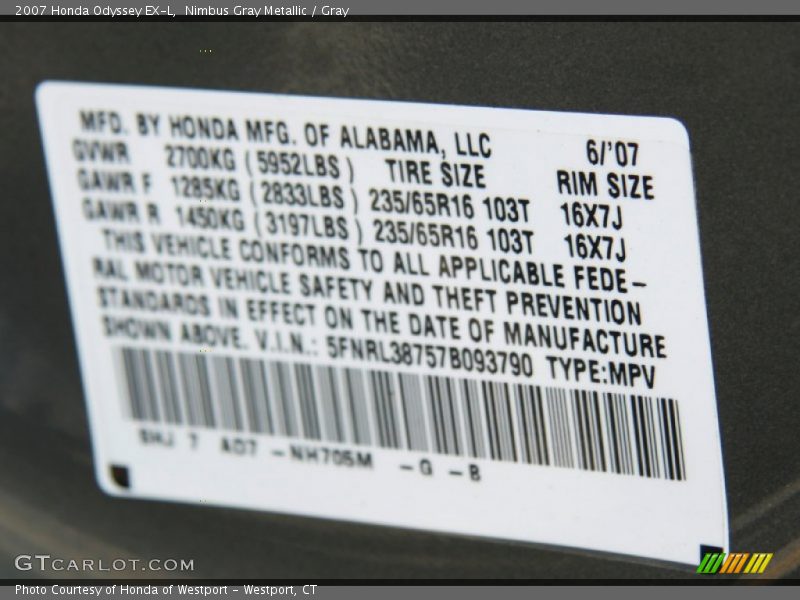 2007 Honda Odyssey EX-L, Nimbus Gray Metallic / Gray
MFD. BY HONDA MFG. OF ALABAMA, LLC 6/'07
GVWR 2700KG (5952LBS) TIRE SIZE RIM SIZE
GAWR F 1285KG (2833LBS) 235/65R16 103T 16X7J
GAWR R 1450KG (3197LBS) 235/65R16 103T 16X7J
THIS VEHICLE CONFORMS TO ALL APPLICABLE FEDE-
RAL MOTOR VEHICLE SAFETY AND THEFT PREVENTION
STANDARDS IN EFFECT ON THE DATE OF MANUFACTURE
SHOWN ABOVE. V.I.N.: 5FNRL38757B093790 TYPE:MPV
SHJ 7 AD7 -NH705M -G -B
GTCARLOT.COM
Photo Courtesy of Honda of Westport - Westport, CT